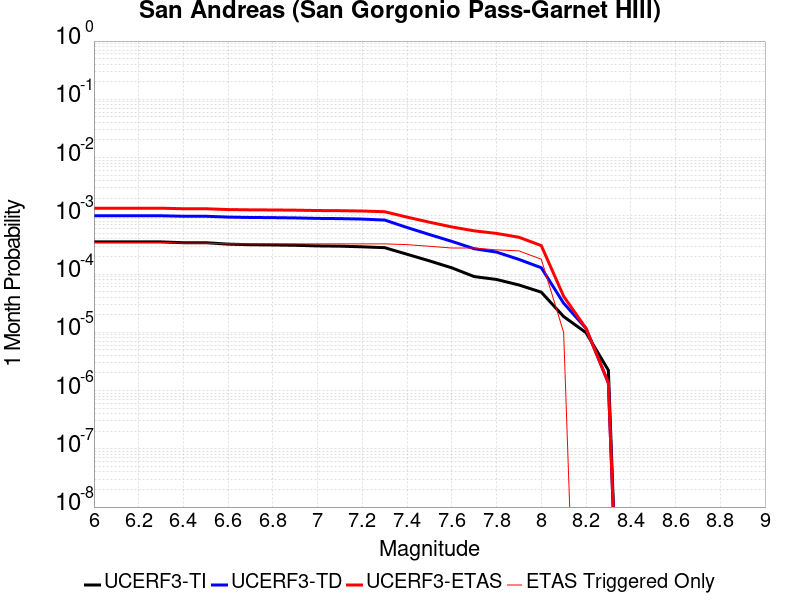 San Andreas (San Gorgonio Pass-Garnet HIll)
10^0
10^-1
10^-2
10^-3
10^-4
10^-5
10^-6
10^-7
10^-8
1 Month Probability
6 6.2 6.4 6.6 6.8 7 7.2 7.4 7.6 7.8 8 8.2 8.4 8.6 8.8 9
Magnitude
UCERF3-TI UCERF3-TD UCERF3-ETAS ETAS Triggered Only